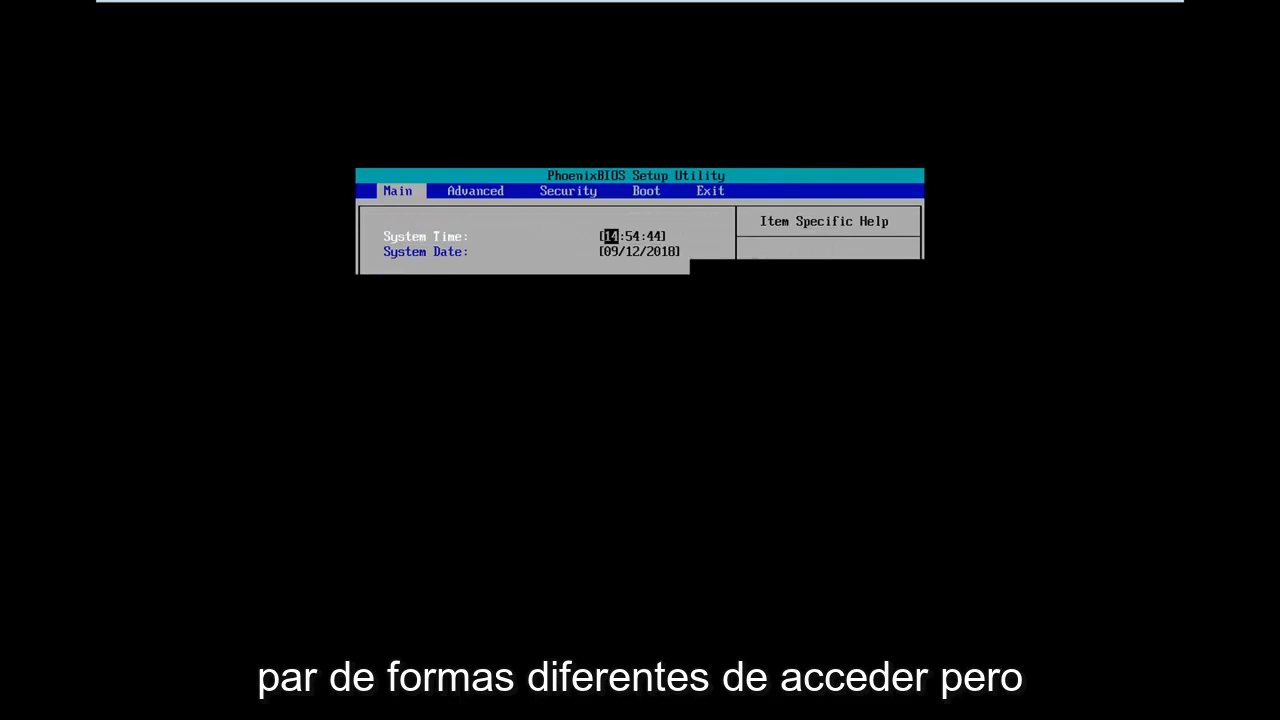 PhoenixBIOS Setup Utility
Main Advanced Security Boot Exit
Item Specific Help
System Time: [14:54:44]
System Date: [09/12/2018]
par de formas diferentes de acceder pero